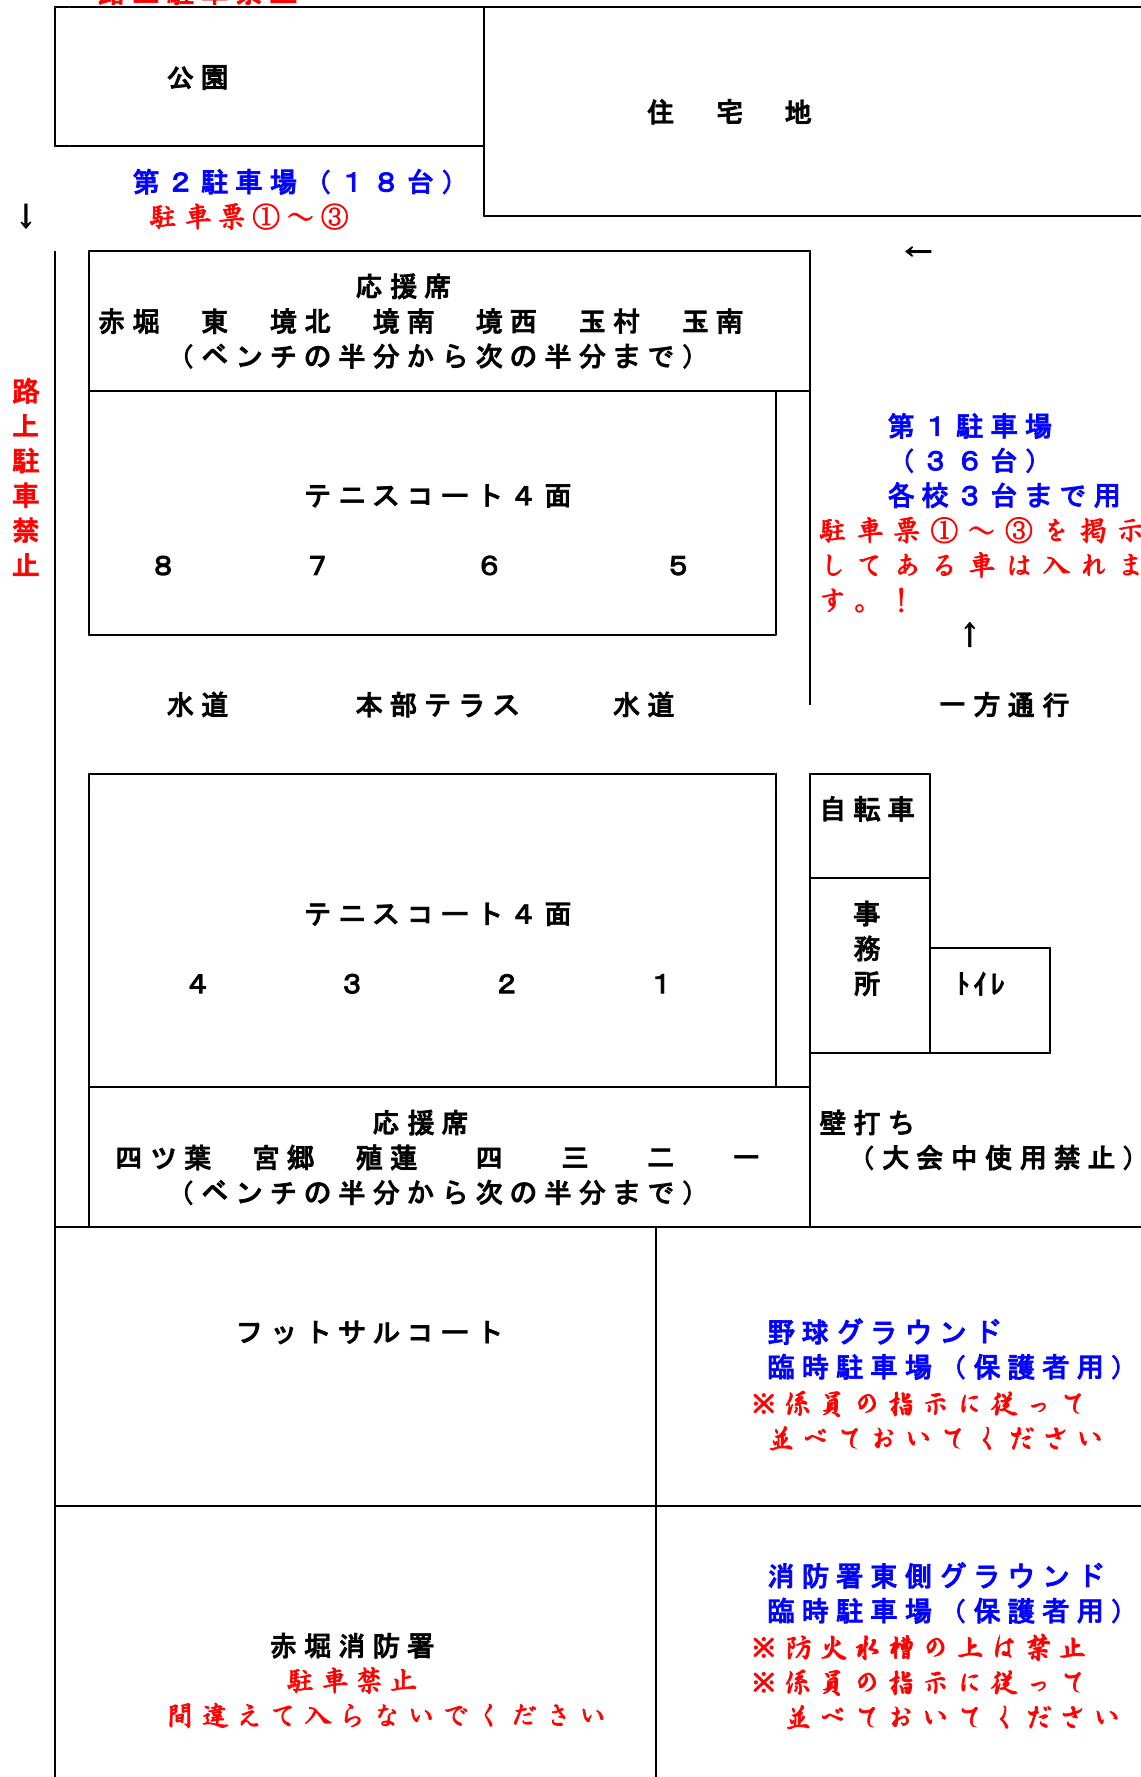 路上駐車禁止
公園
住　宅　地
第２駐車場（１８台）
駐車票①～③
↓
←
応援席
赤堀　東　境北　境南　境西　玉村　玉南
（ベンチの半分から次の半分まで）
路上駐車禁止
テニスコート４面
８　７　６　５
第１駐車場
（３６台）
各校３台まで用
駐車票①～③を掲示
してある車は入れま
す。！
↑
水道　本部テラス　水道　一方通行
自転車
テニスコート４面
４　３　２　１
事務所
ﾄｲﾚ
応援席
四ツ葉　宮郷　殖蓮　四　三　二　一
（ベンチの半分から次の半分まで）
壁打ち
（大会中使用禁止）
フットサルコート
野球グラウンド
臨時駐車場（保護者用）
※係員の指示に従って
並べておいてください
赤堀消防署
駐車禁止
間違えて入らないでください
消防署東側グラウンド
臨時駐車場（保護者用）
※防火水槽の上は禁止
※係員の指示に従って
並べておいてください